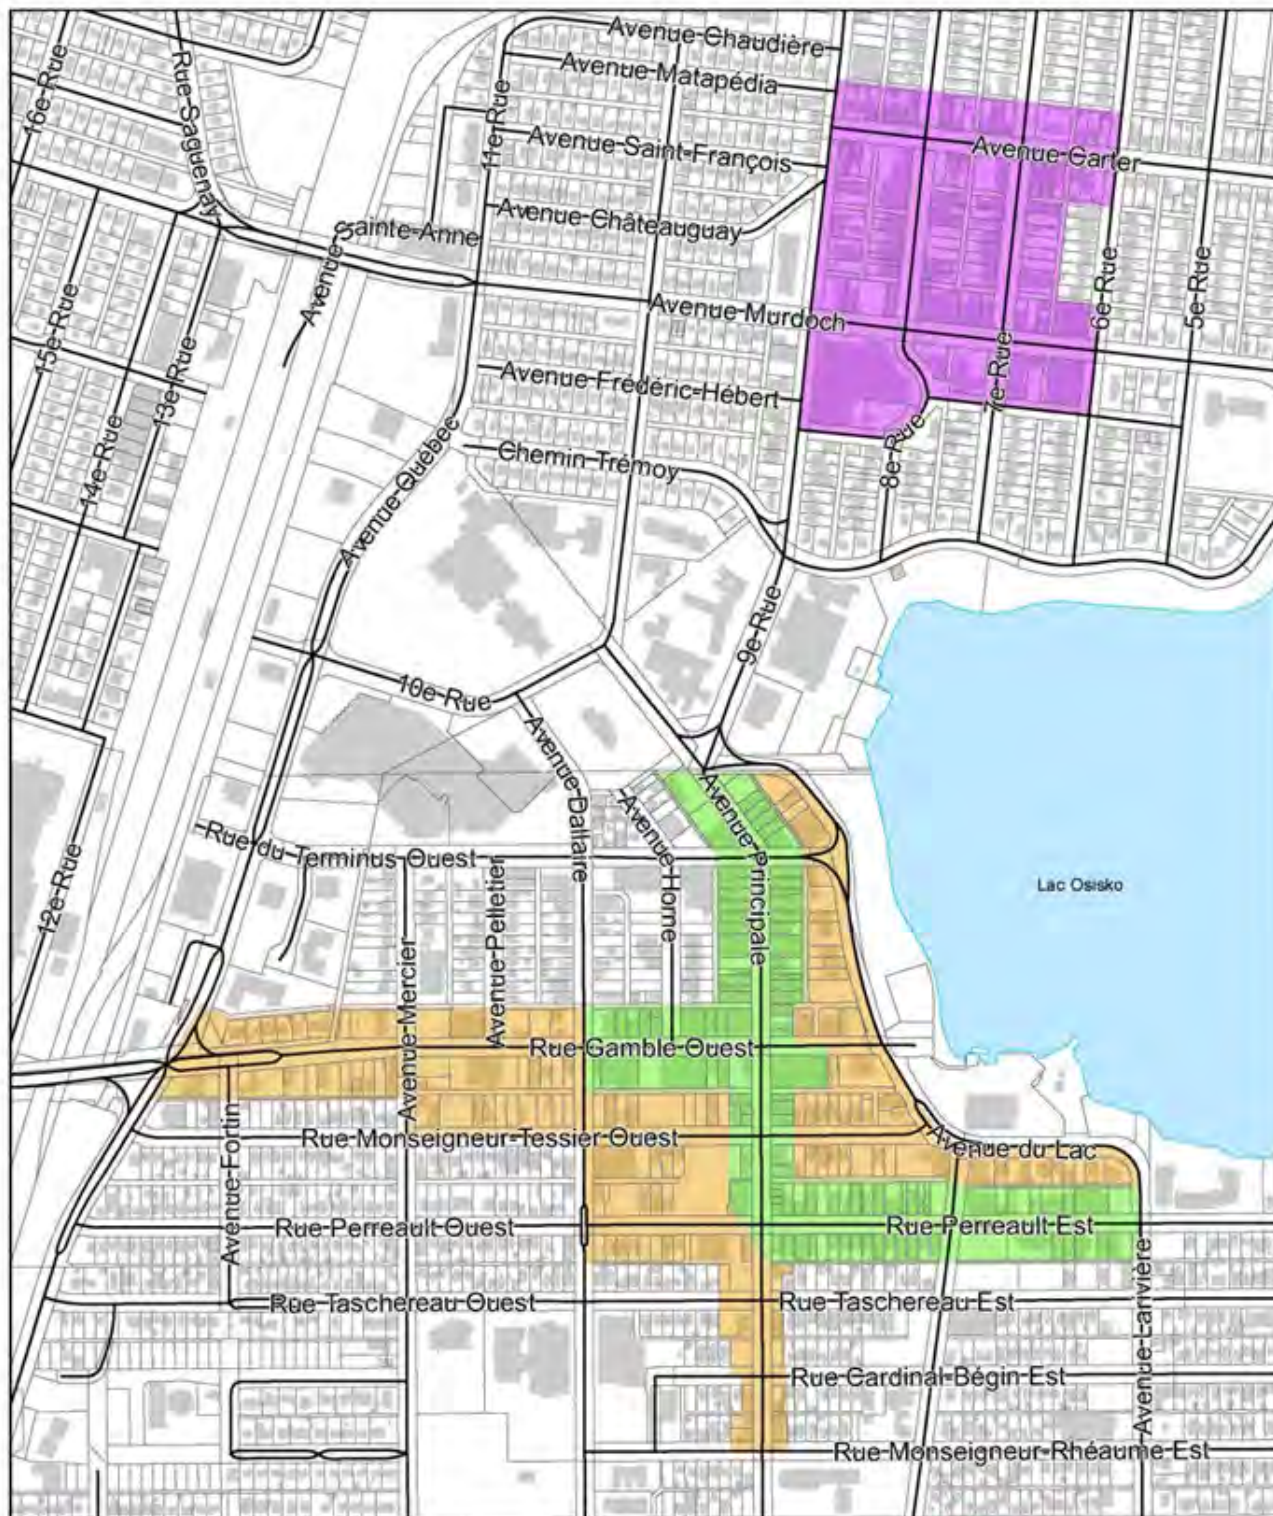 Avenue Chaudière
Avenue Matapédia
16e Rue
Rue Saguenay
11e Rue
Avenue Saint-François
Avenue Carter
Avenue Châteauguay
Avenue Sainte-Anne
6e Rue
5e Rue
Avenue Murdoch
15e Rue
13e Rue
7e Rue
Avenue Frédéric-Hébert
14e Rue
Avenue Québec
Chemin Trémoy
8e Rue
9e Rue
10e Rue
Avenue Dallaire
Avenue Horne
Avenue Principale
Rue du Terminus Ouest
12e Rue
Lac Osisko
Avenue Mercier
Avenue Pelletier
Rue Gamble Ouest
Avenue Fortin
Rue Monseigneur-Tessier Ouest
Avenue du Lac
Rue Perreault Ouest
Rue Perreault Est
Rue Taschereau Ouest
Rue Taschereau Est
Avenue Larivière
Rue Cardinal-Bégin Est
Rue Monseigneur-Rhéaume Est